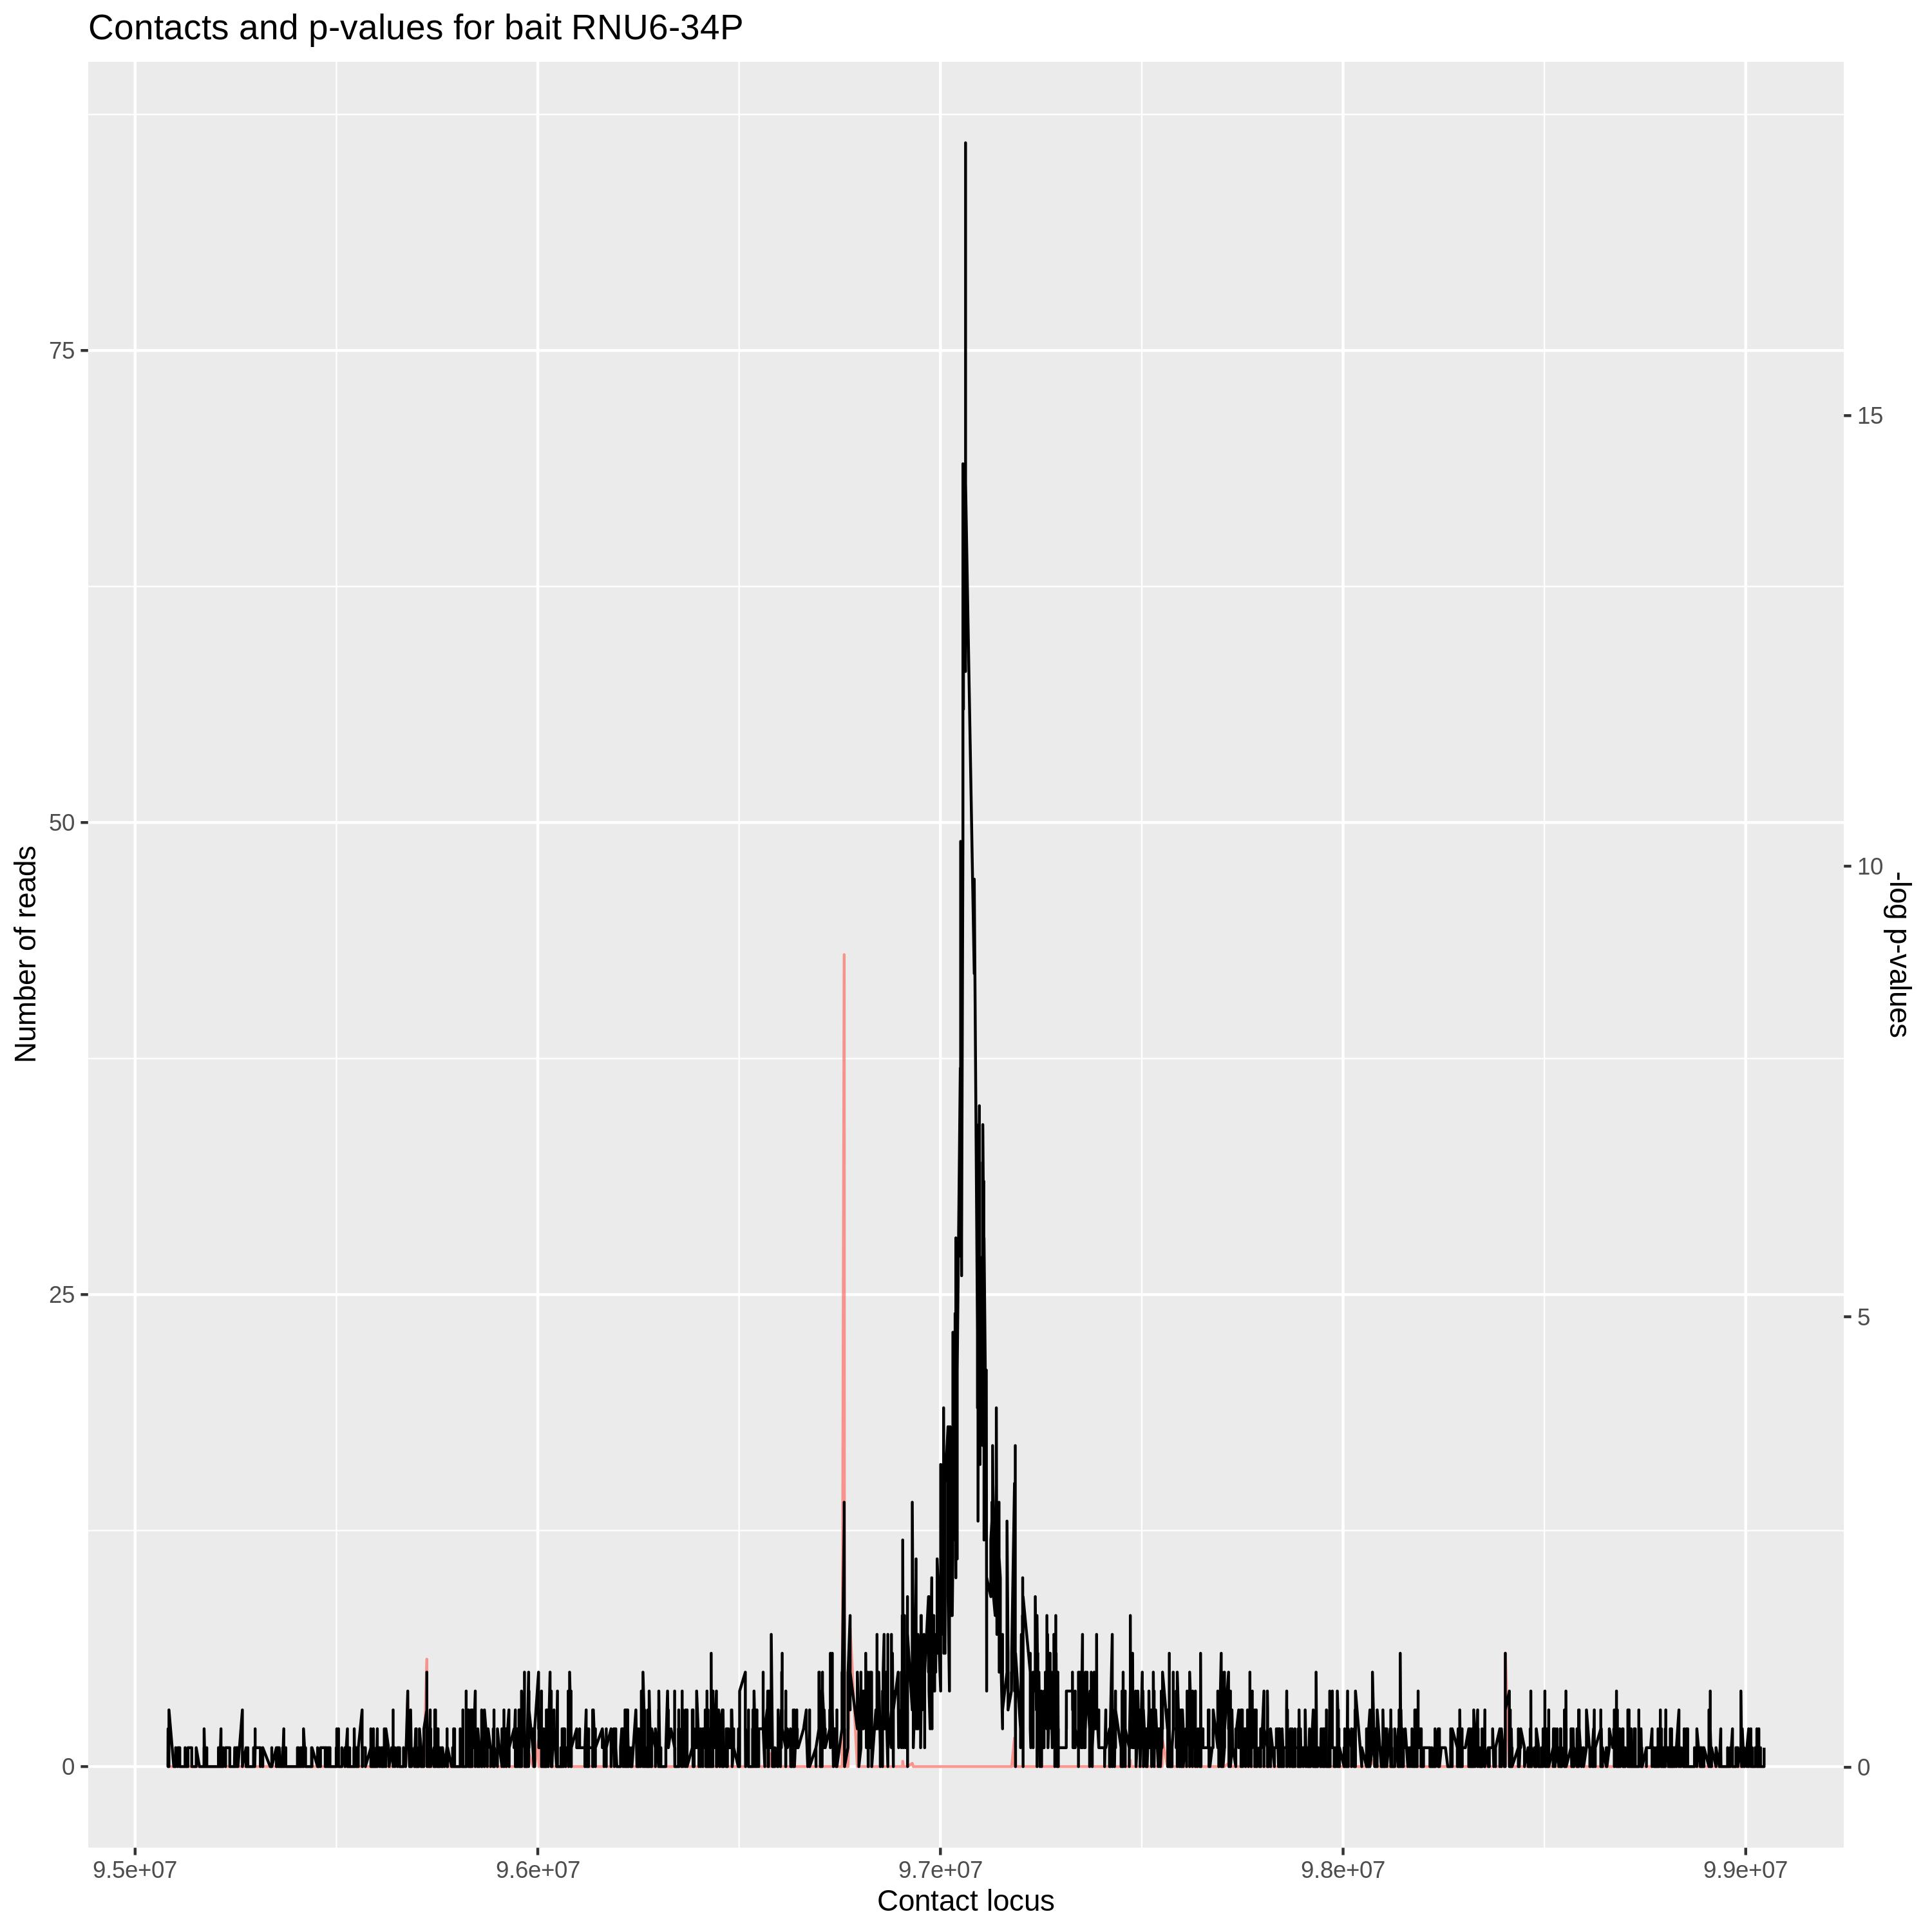 Contacts and p-values for bait RNU6-34P
75
50
25
0
Number of reads
15
10
5
0
-log p-values
9.5e+07 9.6e+07 9.7e+07 9.8e+07 9.9e+07
Contact locus